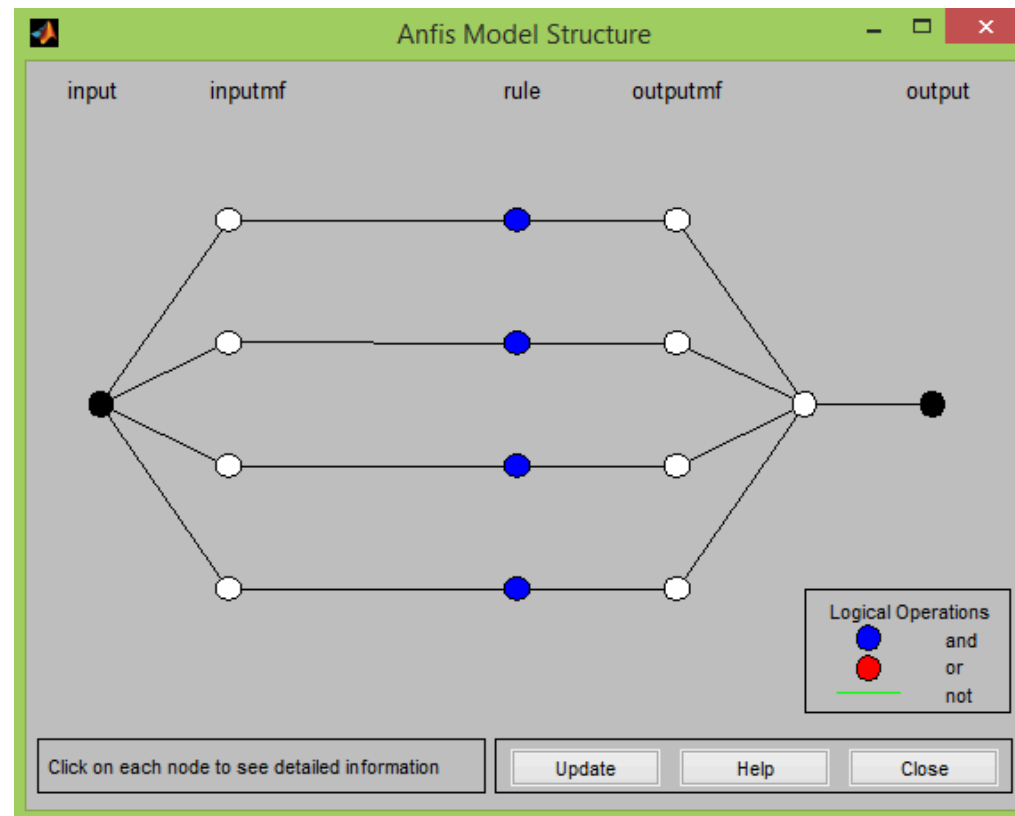 Anfis Model Structure
input inputmf rule outputmf output
Logical Operations
and
or
not
Click on each node to see detailed information
Update Help Close